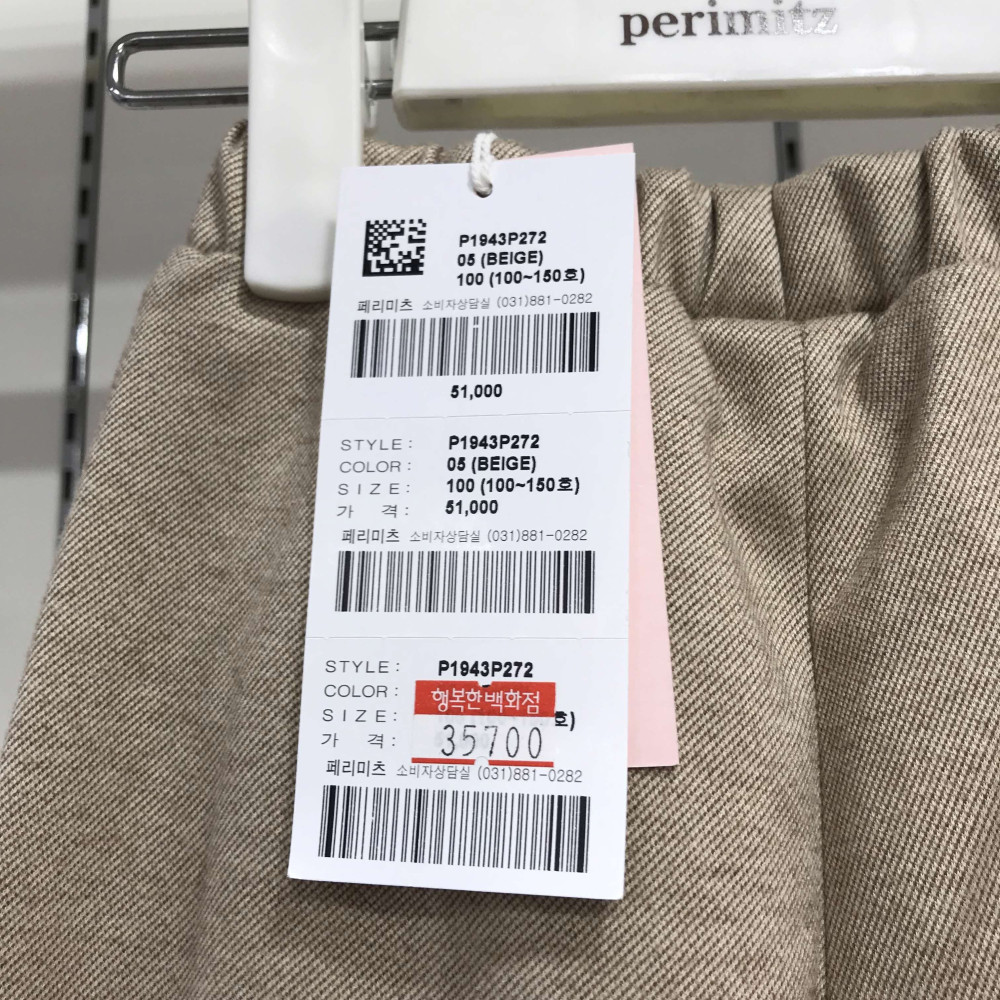 perimitz
P1943P272
05 (BEIGE)
100 (100~150호)
페리미츠 소비자상담실 (031)881-0282
51,000
STYLE: P1943P272
COLOR: 05 (BEIGE)
SIZE: 100 (100~150호)
가 격: 51,000
페리미츠 소비자상담실 (031)881-0282
STYLE: P1943P272
COLOR: 행복한백화점
SIZE: 호)
가 격: 35700
페리미츠 소비자상담실 (031)881-0282